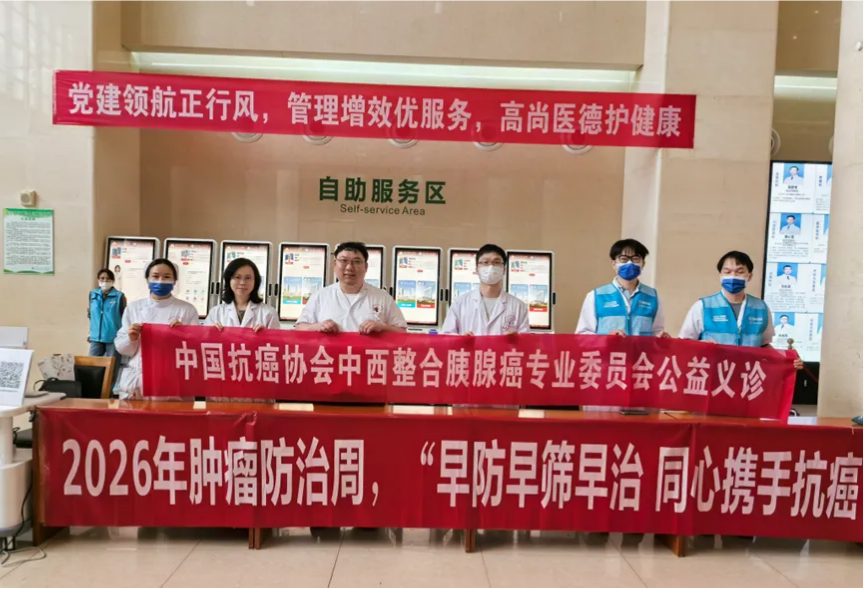 党建领航正行风，管理增效优服务，高尚医德护健康
自助服务区
Self-service Area
中国抗癌协会中西整合胰腺癌专业委员会公益义诊
2026年肿瘤防治周，“早防早筛早治 同心携手抗癌